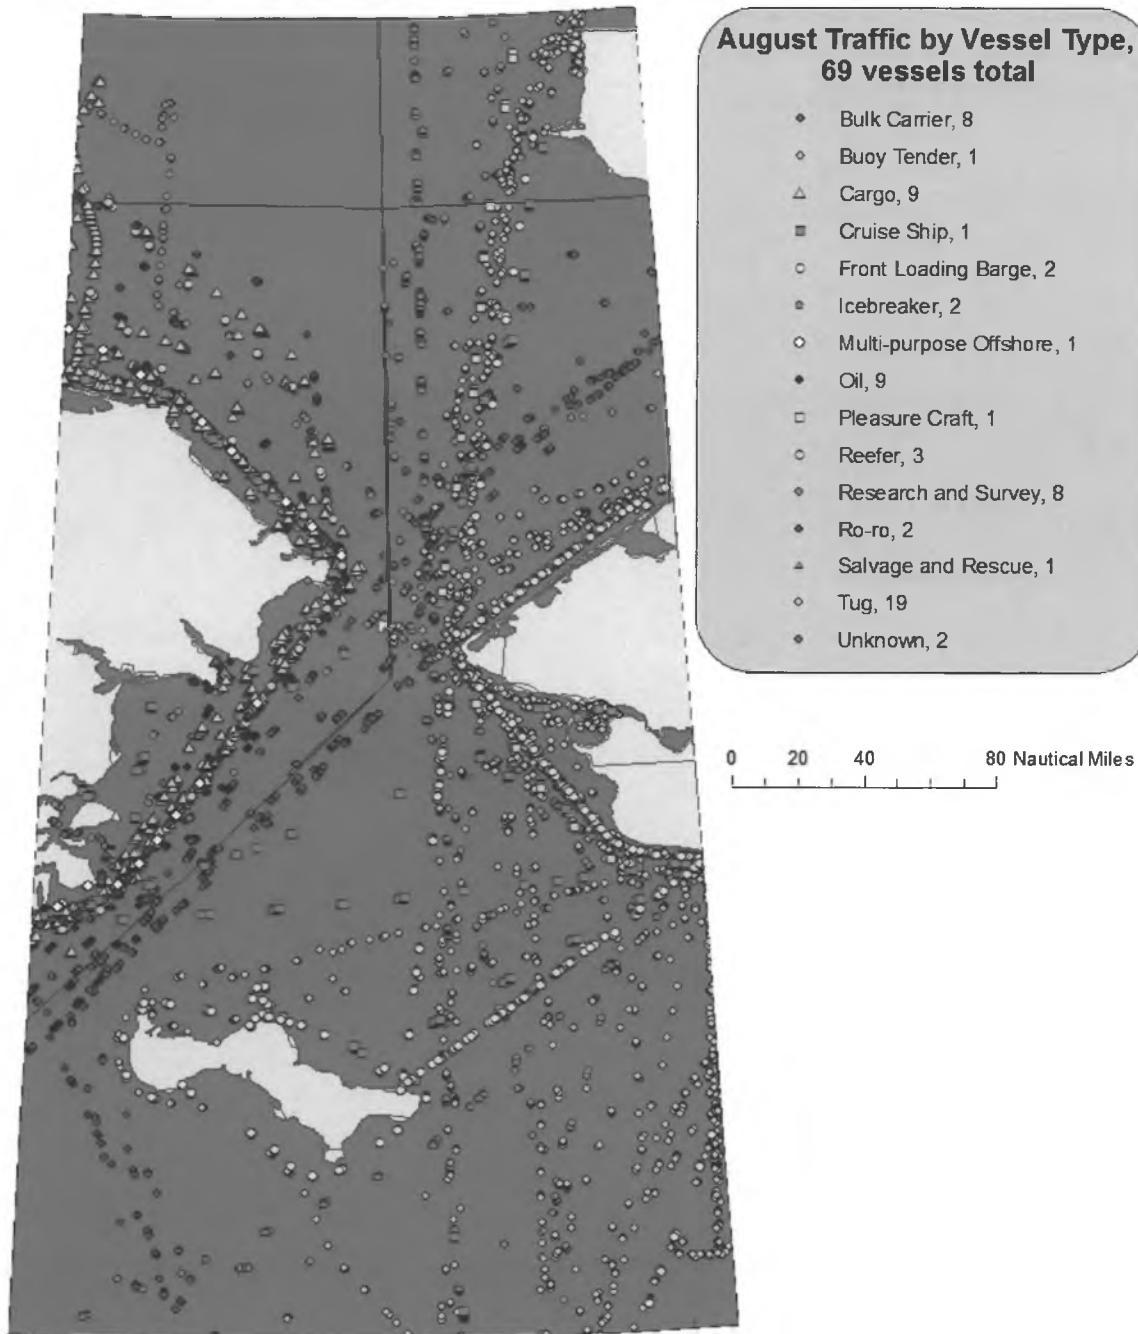 August Traffic by Vessel Type,
69 vessels total
Bulk Carrier, 8
Buoy Tender, 1
Cargo, 9
Cruise Ship, 1
Front Loading Barge, 2
Icebreaker, 2
Multi-purpose Offshore, 1
Oil, 9
Pleasure Craft, 1
Reefer, 3
Research and Survey, 8
Ro-ro, 2
Salvage and Rescue, 1
Tug, 19
Unknown, 2
0 20 40 80 Nautical Miles